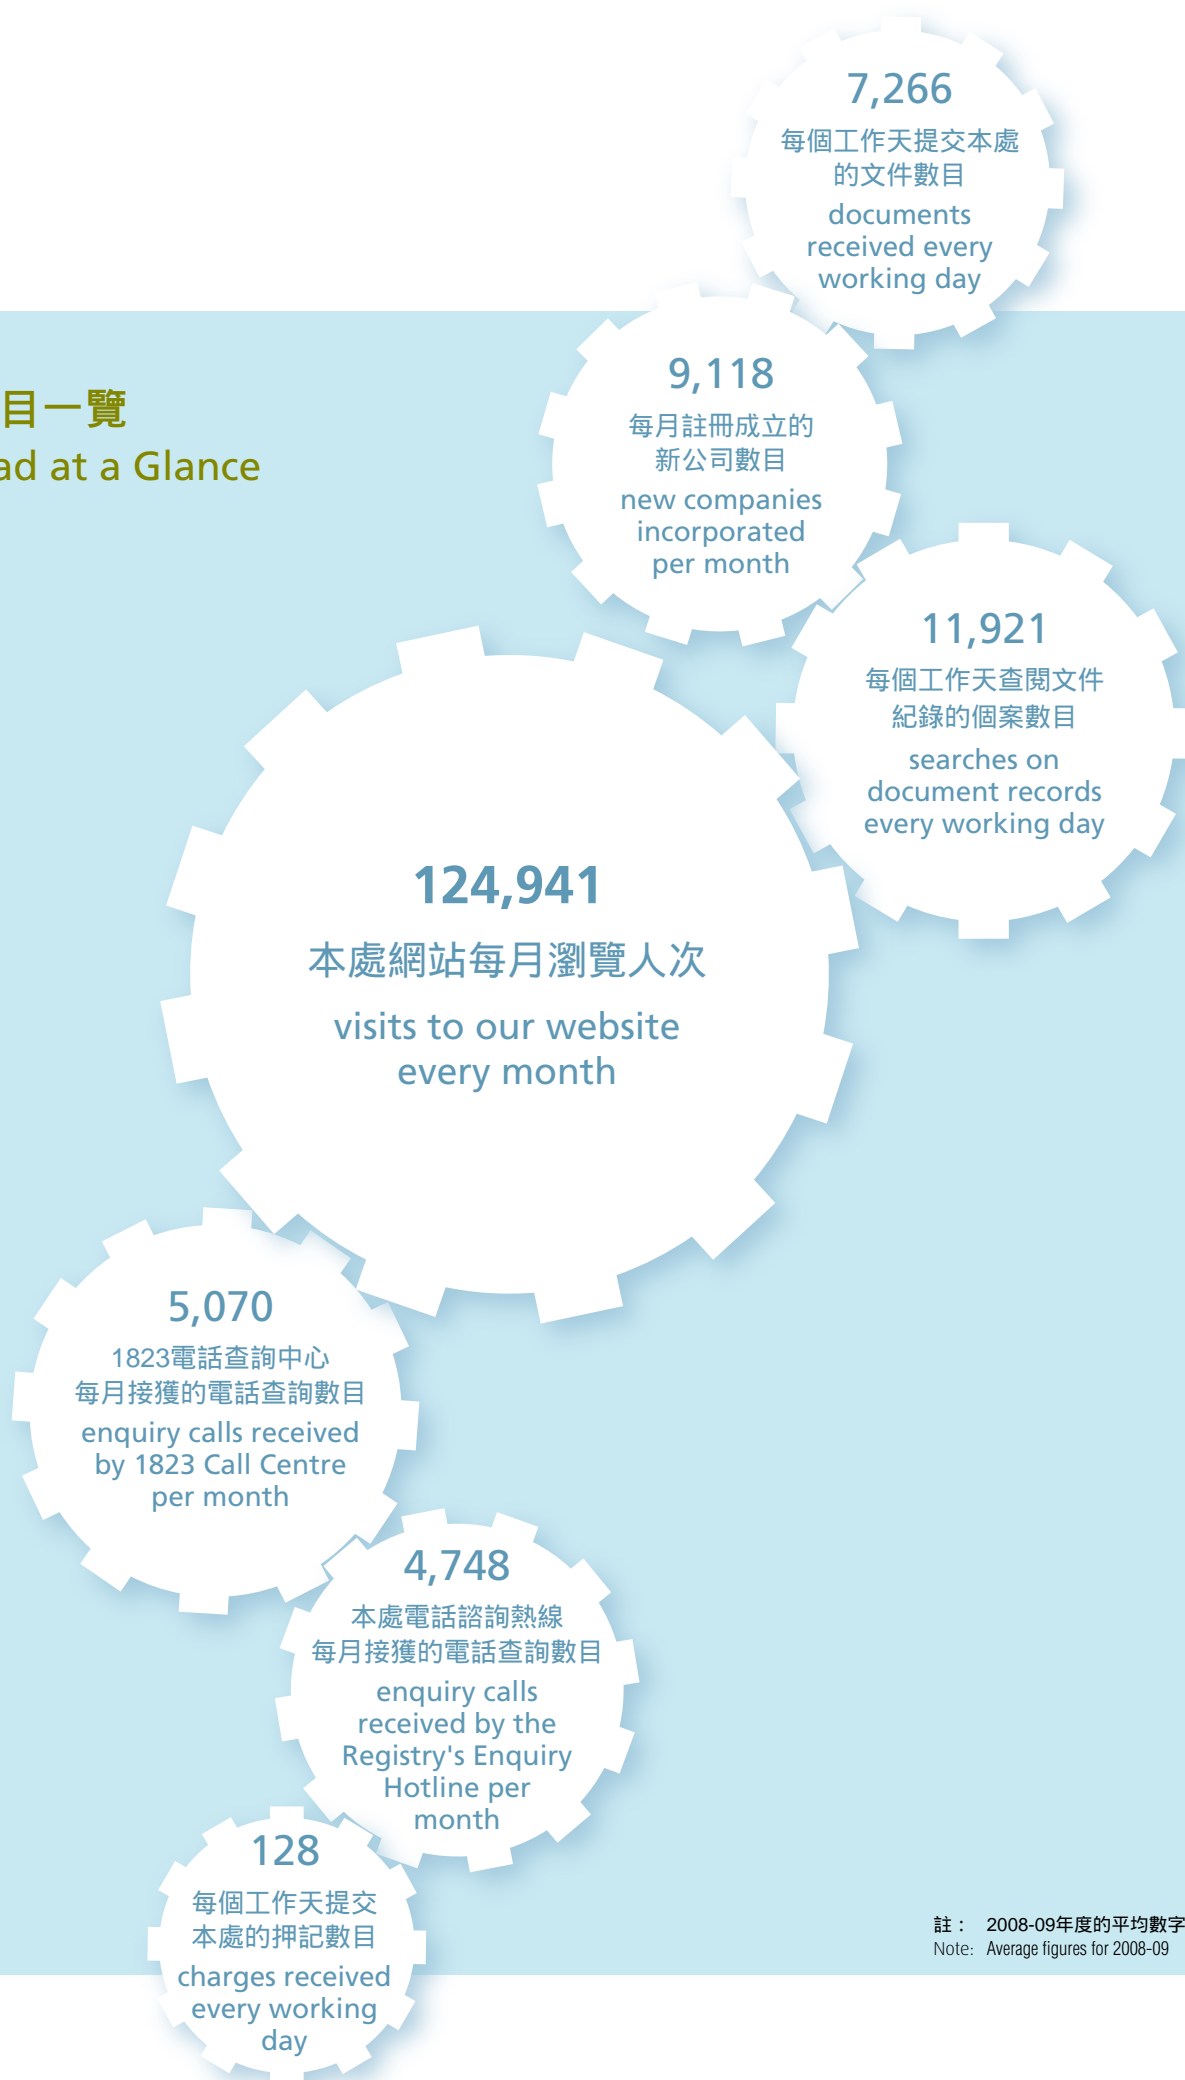 7,266
每個工作天提交本處
的文件數目
documents
received every
working day
目一覽
ad at a Glance
9,118
每月註冊成立的
新公司數目
new companies
incorporated
per month
11,921
每個工作天查閱文件
紀錄的個案數目
searches on
document records
every working day
124,941
本處網站每月瀏覽人次
visits to our website
every month
5,070
1823電話查詢中心
每月接獲的電話查詢數目
enquiry calls received
by 1823 Call Centre
per month
4,748
本處電話諮詢熱線
每月接獲的電話查詢數目
enquiry calls
received by the
Registry's Enquiry
Hotline per
month
128
每個工作天提交
本處的押記數目
charges received
every working
day
註： 2008-09年度的平均數字
Note: Average figures for 2008-09